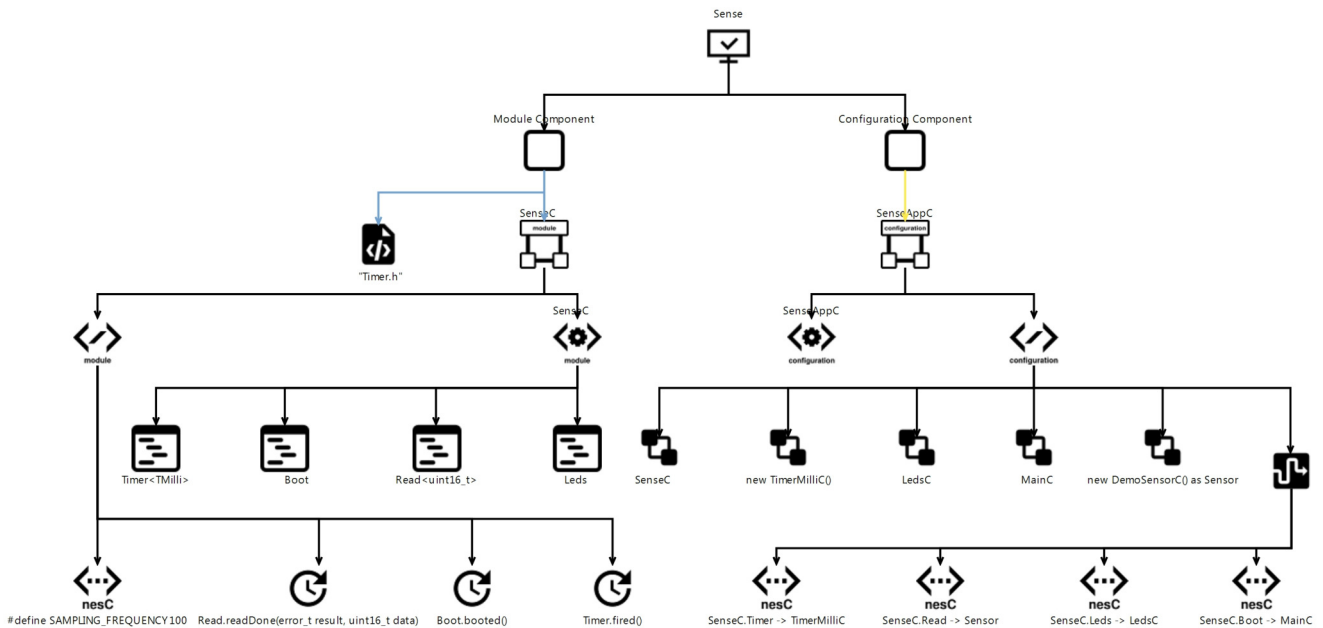 Sense
Module Component
Configuration Component
SenseC
module
SenseAppC
configuration
"Timer.h"
SenseC
SenseAppC
module
module
configuration
configuration
Timer<TMilli>
Boot
Read<uint16_t>
Leds
SenseC
new TimerMilliC()
LedsC
MainC
new DemoSensorC() as Sensor
nesC
nesC
nesC
nesC
nesC
#define SAMPLING_FREQUENCY100
Read.readDone(error_t result, uint16_t data)
Boot.booted()
Timer.fired()
SenseC.Timer -> TimerMilliC
SenseC.Read -> Sensor
SenseC.Leds -> LedsC
SenseC.Boot -> MainC